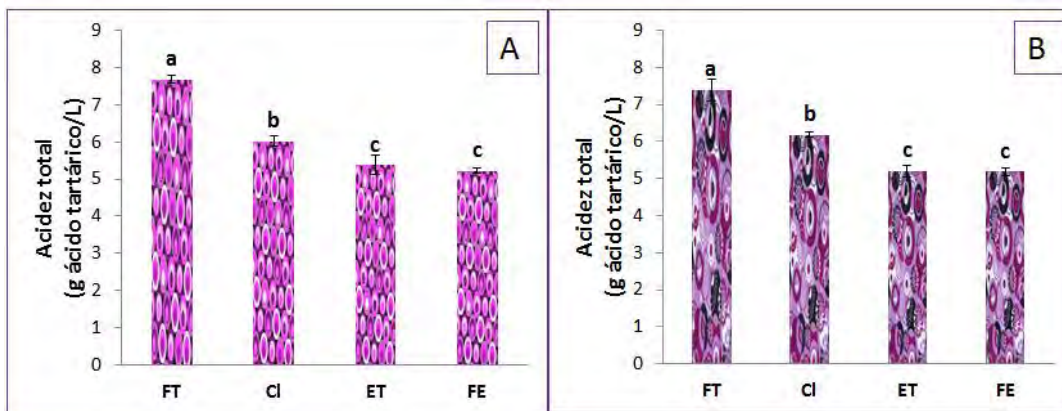 A
Acidez total
(g ácido tartárico/L)
9
8
7
6
5
4
3
2
1
0
a
b
c
c
FT
Cl
ET
FE
B
Acidez total
(g ácido tartárico/L)
9
8
7
6
5
4
3
2
1
0
a
b
c
c
FT
Cl
ET
FE